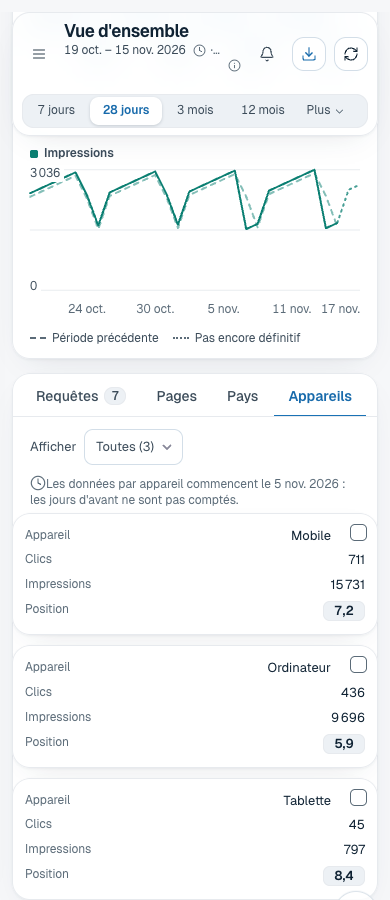 Vue d'ensemble
19 oct. – 15 nov. 2026 ·…
7 jours 28 jours 3 mois 12 mois Plus
Impressions
3 036
0
24 oct. 30 oct. 5 nov. 11 nov. 17 nov.
Période précédente Pas encore définitif
Requêtes 7 Pages Pays Appareils
Afficher Toutes (3)
Les données par appareil commencent le 5 nov. 2026 :
les jours d'avant ne sont pas comptés.
Appareil Mobile
Clics 711
Impressions 15 731
Position 7,2
Appareil Ordinateur
Clics 436
Impressions 9 696
Position 5,9
Appareil Tablette
Clics 45
Impressions 797
Position 8,4